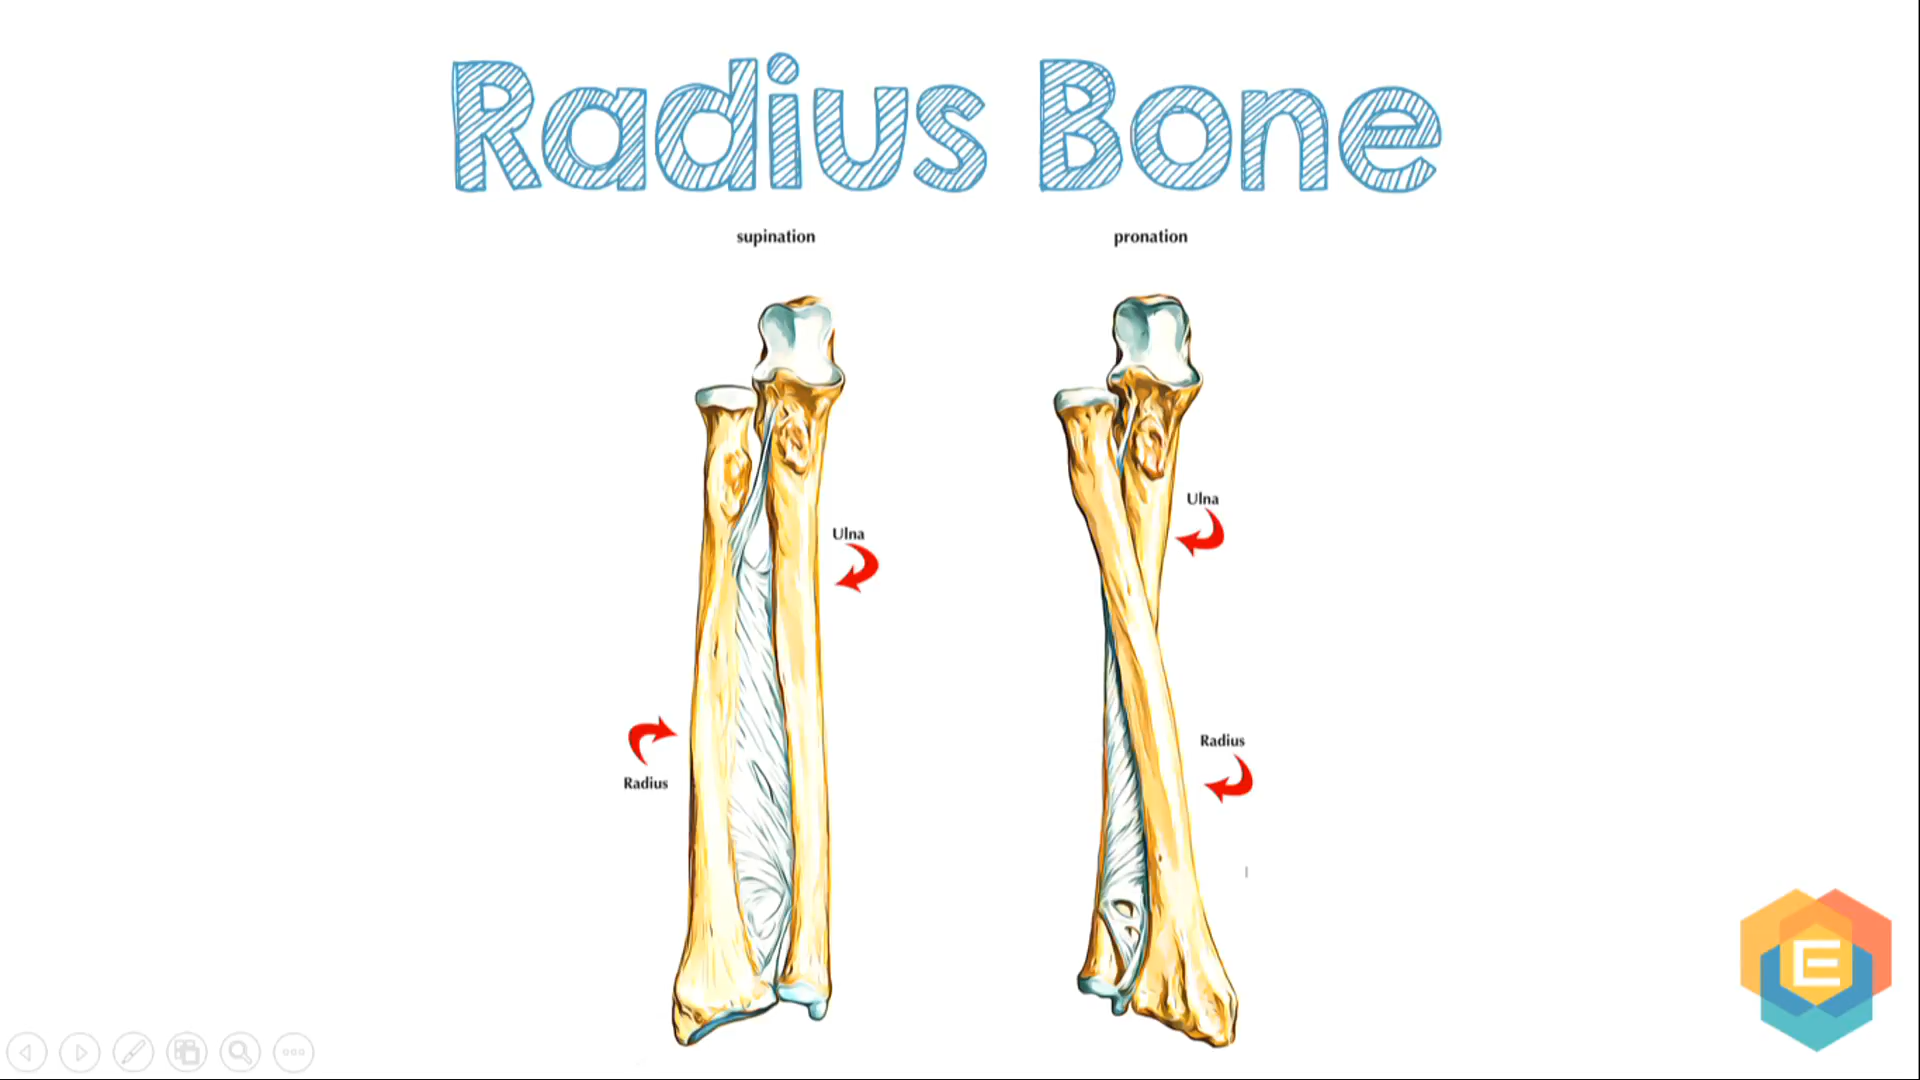 Radius Bone
supination
pronation
Ulna
Ulna
Radius
Radius
E